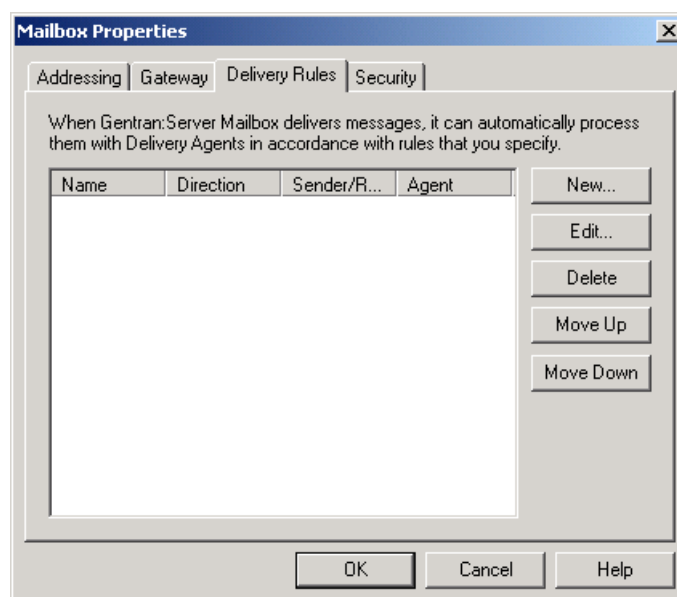 Mailbox Properties
Addressing Gateway Delivery Rules Security
When Gentran:Server Mailbox delivers messages, it can automatically process
them with Delivery Agents in accordance with rules that you specify.
Name Direction Sender/R... Agent New...
Edit...
Delete
Move Up
Move Down
OK Cancel Help